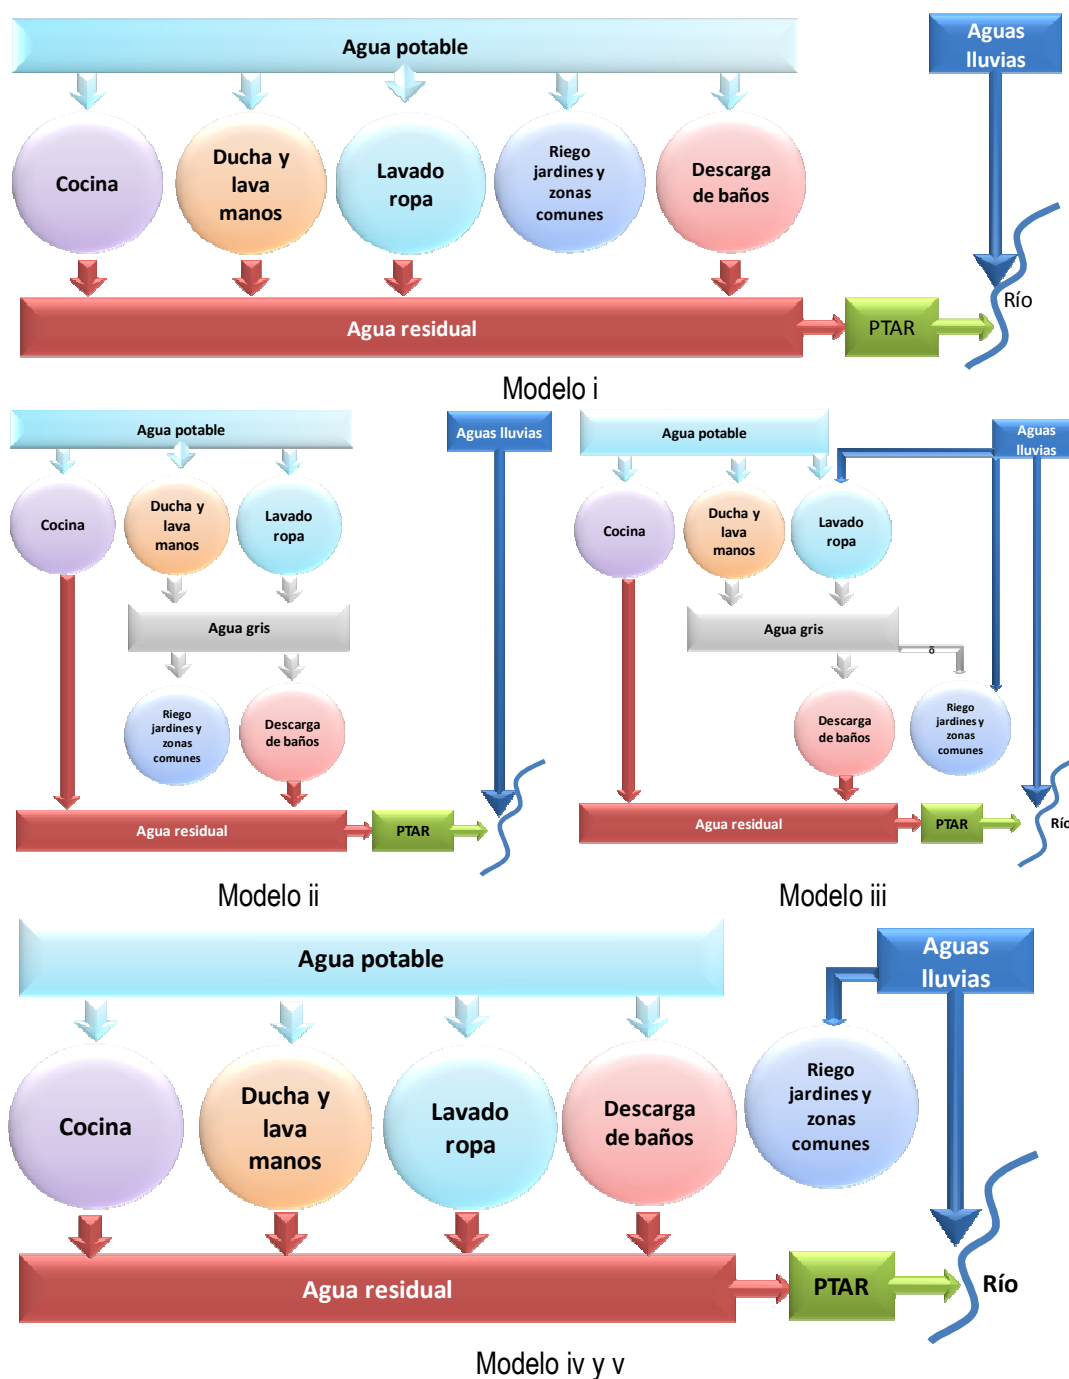 Agua potable
Aguas
lluvias
Cocina
Ducha y
lava
manos
Lavado
ropa
Riego
jardines y
zonas
comunes
Descarga
de baños
Agua residual
PTAR
Río
Modelo i
Agua potable
Aguas lluvias
Cocina
Ducha y
lava
manos
Lavado
ropa
Agua gris
Riego
jardines y
zonas
comunes
Descarga
de baños
Agua residual
PTAR
Modelo ii
Agua potable
Aguas
lluvias
Cocina
Ducha y
lava
manos
Lavado
ropa
Agua gris
õ
Descarga
de baños
Riego
jardines y
zonas
comunes
Agua residual
PTAR
Río
Modelo iii
Agua potable
Aguas
lluvias
Cocina
Ducha y
lava
manos
Lavado
ropa
Descarga
de baños
Riego
jardines y
zonas
comunes
Agua residual
PTAR
Río
Modelo iv y v